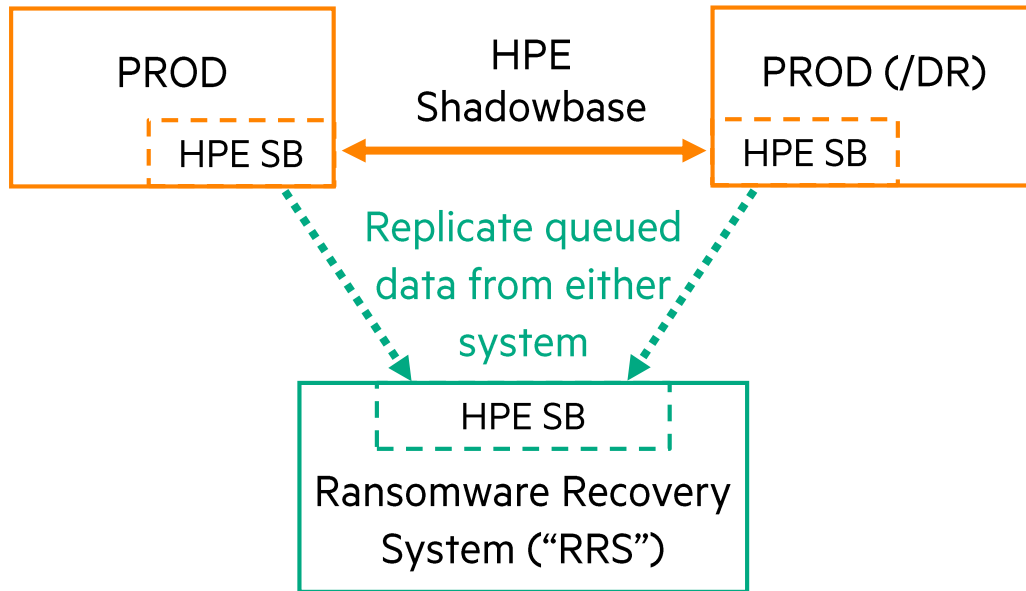 PROD
HPE SB
HPE
Shadowbase
PROD (/DR)
HPE SB
Replicate queued
data from either
system
HPE SB
Ransomware Recovery
System (“RRS”)